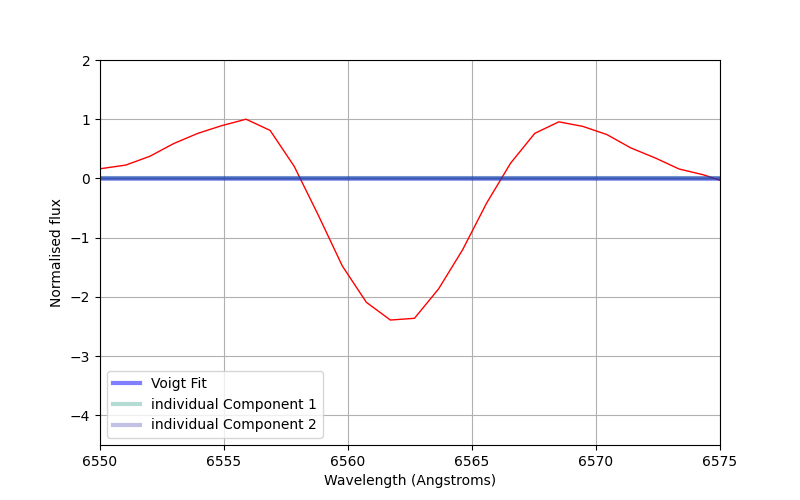 2
1
0
−1
−2
−3
−4
Normalised flux
Voigt Fit
individual Component 1
individual Component 2
6550 6555 6560 6565 6570 6575
Wavelength (Angstroms)